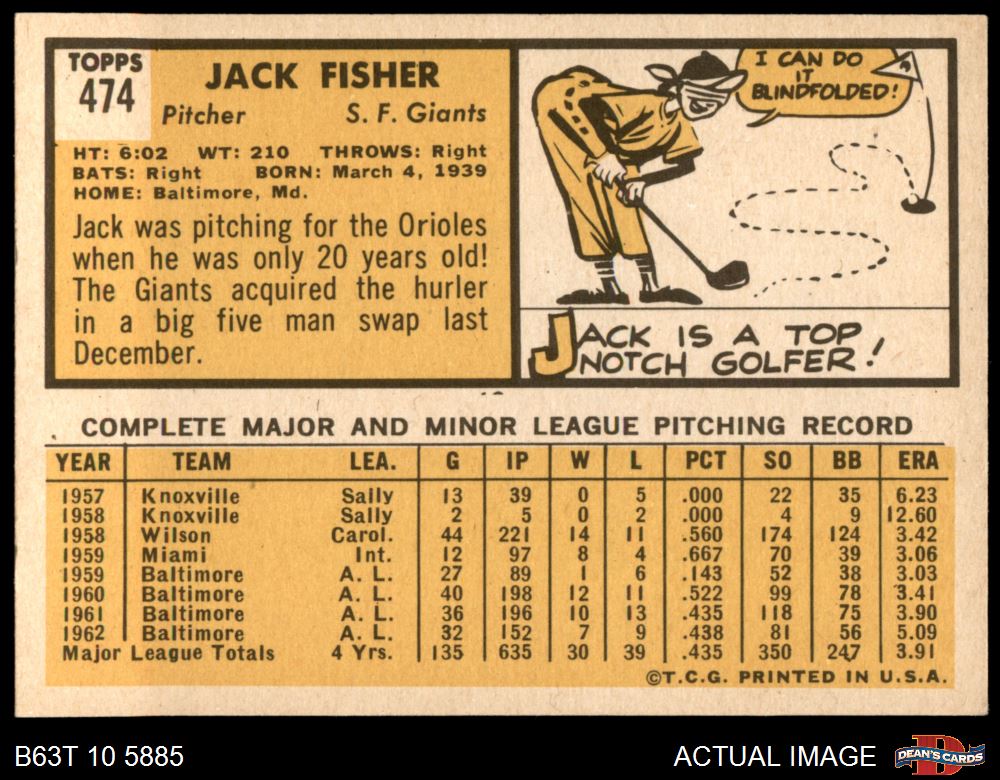 TOPPS
474
JACK FISHER
Pitcher S. F. Giants
HT: 6:02 WT: 210 THROWS: Right
BATS: Right BORN: March 4, 1939
HOME: Baltimore, Md.
Jack was pitching for the Orioles
when he was only 20 years old!
The Giants acquired the hurler
in a big five man swap last
December.
I CAN DO
IT
BLINDFOLDED!
JACK IS A TOP
NOTCH GOLFER!
COMPLETE MAJOR AND MINOR LEAGUE PITCHING RECORD
YEAR TEAM LEA. G IP W L PCT SO BB ERA
1957 Knoxville Sally 13 39 0 5 .000 22 35 6.23
1958 Knoxville Sally 2 5 0 2 .000 4 9 12.60
1958 Wilson Carol. 44 221 14 11 .560 174 124 3.42
1959 Miami Int. 12 97 8 4 .667 70 39 3.06
1959 Baltimore A. L. 27 89 1 6 .143 52 38 3.03
1960 Baltimore A. L. 40 198 12 11 .522 99 78 3.41
1961 Baltimore A. L. 36 196 10 13 .435 118 75 3.90
1962 Baltimore A. L. 32 152 7 9 .438 81 56 5.09
Major League Totals 4 Yrs. 135 635 30 39 .435 350 247 3.91
©T.C.G. PRINTED IN U.S.A.
B63T 10 5885
ACTUAL IMAGE
DEAN'S CARDS